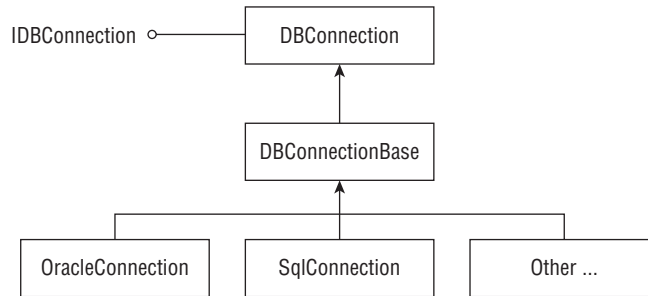 IDBConnection
DBConnection
DBConnectionBase
OracleConnection
SqlConnection
Other ...